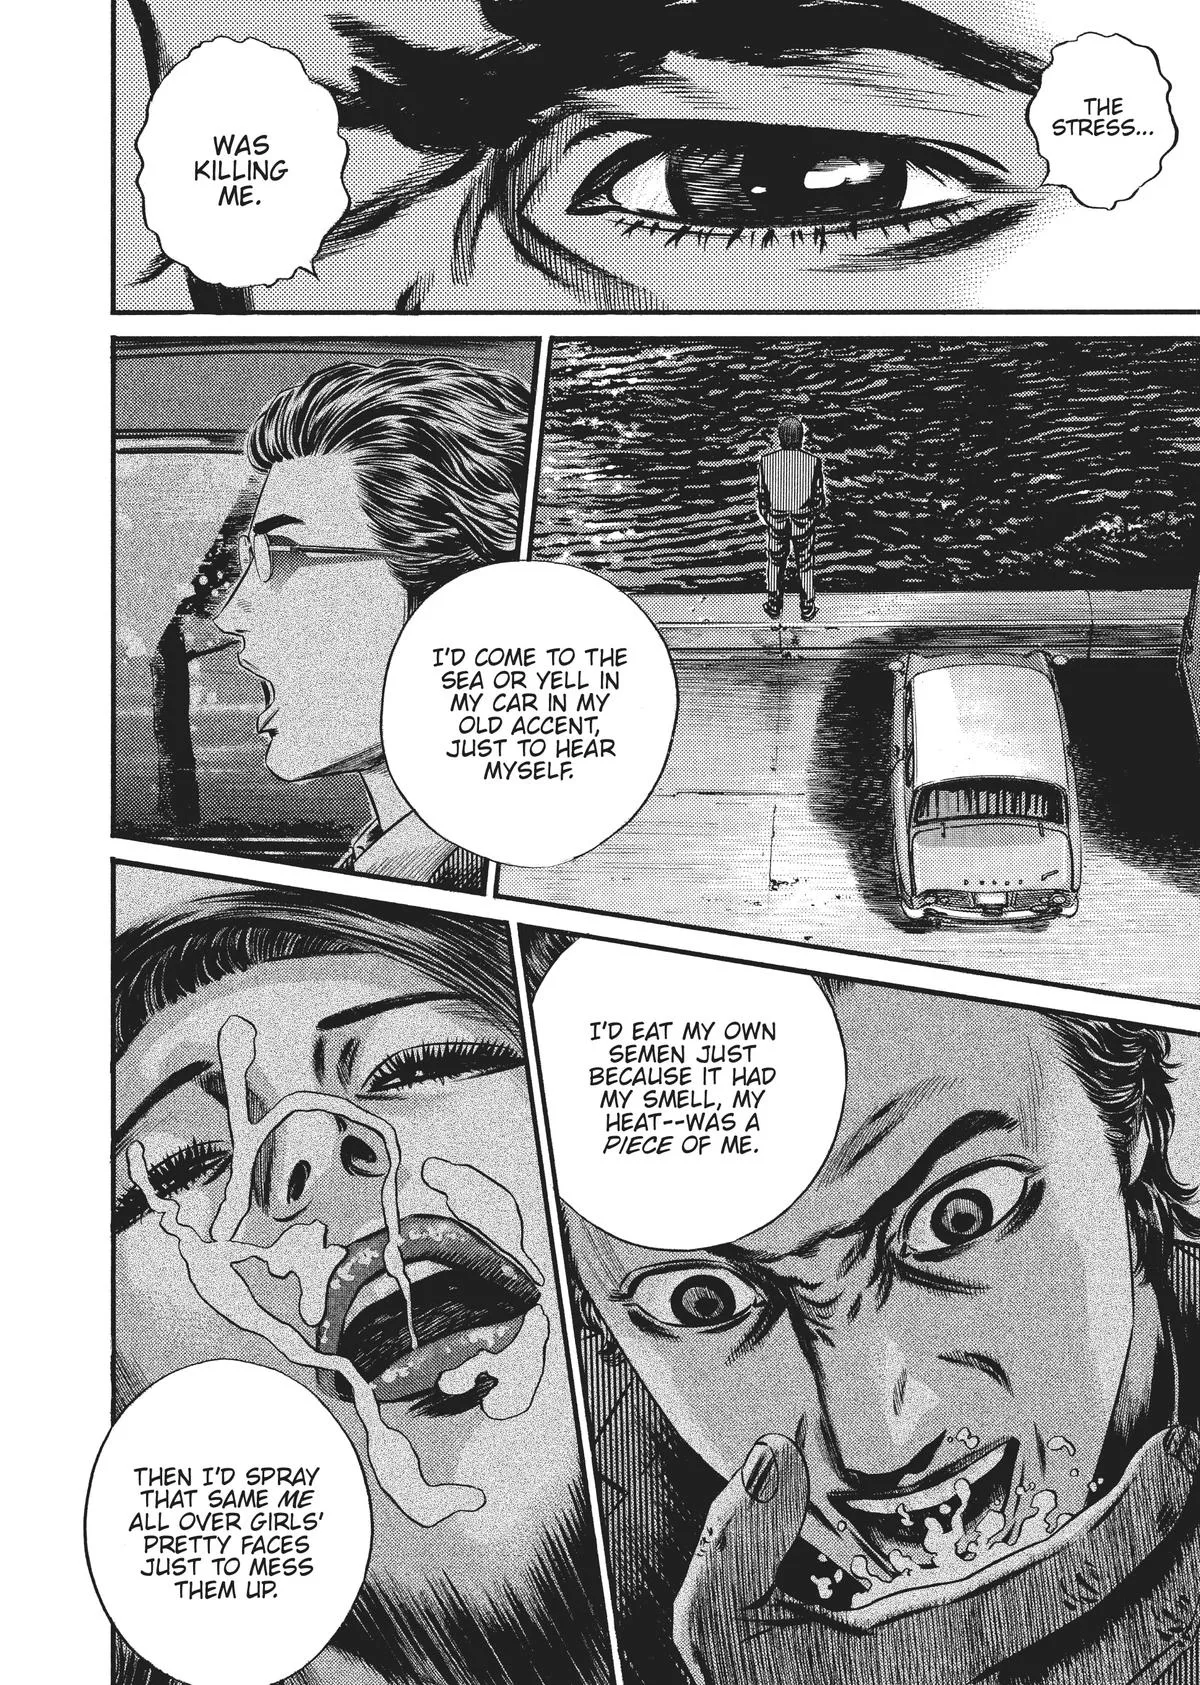 THE
STRESS...
WAS
KILLING
ME.
I'D COME TO THE
SEA OR YELL IN
MY CAR IN MY
OLD ACCENT,
JUST TO HEAR
MYSELF.
I'D EAT MY OWN
SEMEN JUST
BECAUSE IT HAD
MY SMELL, MY
HEAT--WAS A
PIECE OF ME.
THEN I'D SPRAY
THAT SAME ME
ALL OVER GIRLS'
PRETTY FACES
JUST TO MESS
THEM UP.